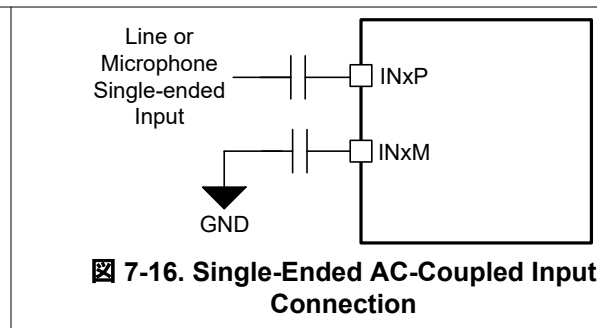 Line or
Microphone
Single-ended
Input
INxP
INxM
GND
図 7-16. Single-Ended AC-Coupled Input
Connection